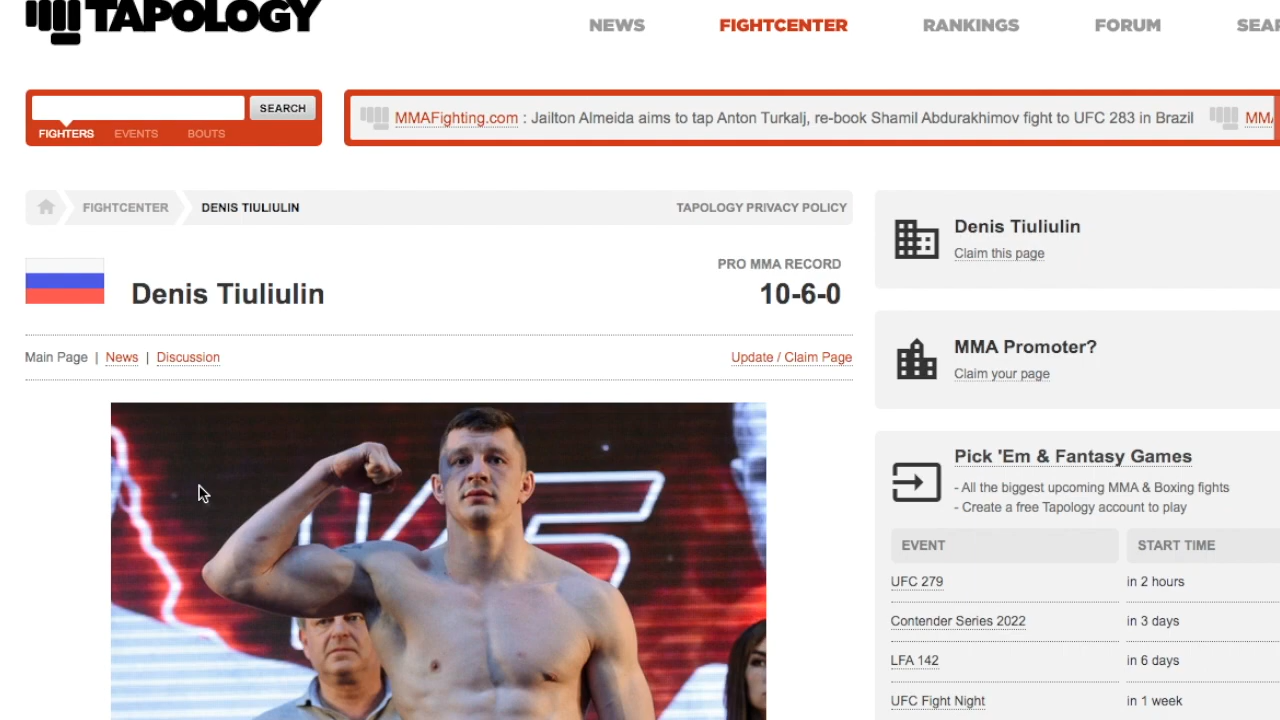 TAPOLOGY
NEWS
FIGHTCENTER
RANKINGS
FORUM
SEAR
SEARCH
FIGHTERS
EVENTS
BOUTS
MMAFighting.com : Jailton Almeida aims to tap Anton Turkalj, re-book Shamil Abdurakhimov fight to UFC 283 in Brazil
MMA
FIGHTCENTER
DENIS TIULIULIN
TAPOLOGY PRIVACY POLICY
Denis Tiuliulin
PRO MMA RECORD
10-6-0
Main Page | News | Discussion
Update / Claim Page
Denis Tiuliulin
Claim this page
MMA Promoter?
Claim your page
Pick 'Em & Fantasy Games
- All the biggest upcoming MMA & Boxing fights
- Create a free Tapology account to play
EVENT
START TIME
UFC 279
in 2 hours
Contender Series 2022
in 3 days
LFA 142
in 6 days
UFC Fight Night
in 1 week